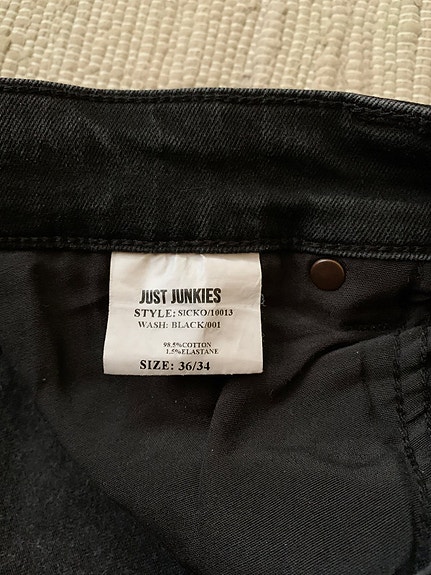 JUST JUNKIES
STYLE: SICKO/10013
WASH: BLACK/001
98.5%COTTON
1.5%ELASTANE
SIZE: 36/34